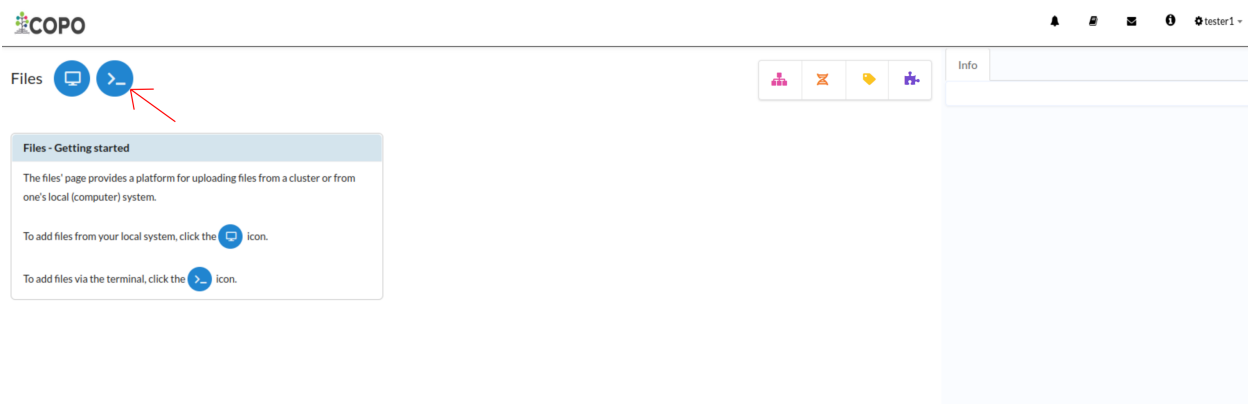 COPO
tester1
Files
Info
Files - Getting started
The files' page provides a platform for uploading files from a cluster or from
one's local (computer) system.
To add files from your local system, click the icon.
To add files via the terminal, click the icon.